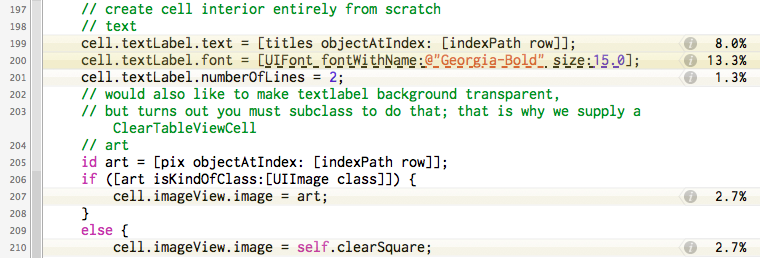 197 // create cell interior entirely from scratch
198 // text
199 cell.textLabel.text = [titles objectAtIndex: [indexPath row]]; i 8.0%
200 cell.textLabel.font = [UIFont fontWithName:@"Georgia-Bold" size:15.0]; i 13.3%
201 cell.textLabel.numberOfLines = 2; i 1.3%
202 // would also like to make textlabel background transparent,
203 // but turns out you must subclass to do that; that is why we supply a
ClearTableViewCell
204 // art
205 id art = [pix objectAtIndex: [indexPath row]];
206 if ([art isKindOfClass:[UIImage class]]) {
207 cell.imageView.image = art; i 2.7%
208 }
209 else {
210 cell.imageView.image = self.clearSquare; i 2.7%